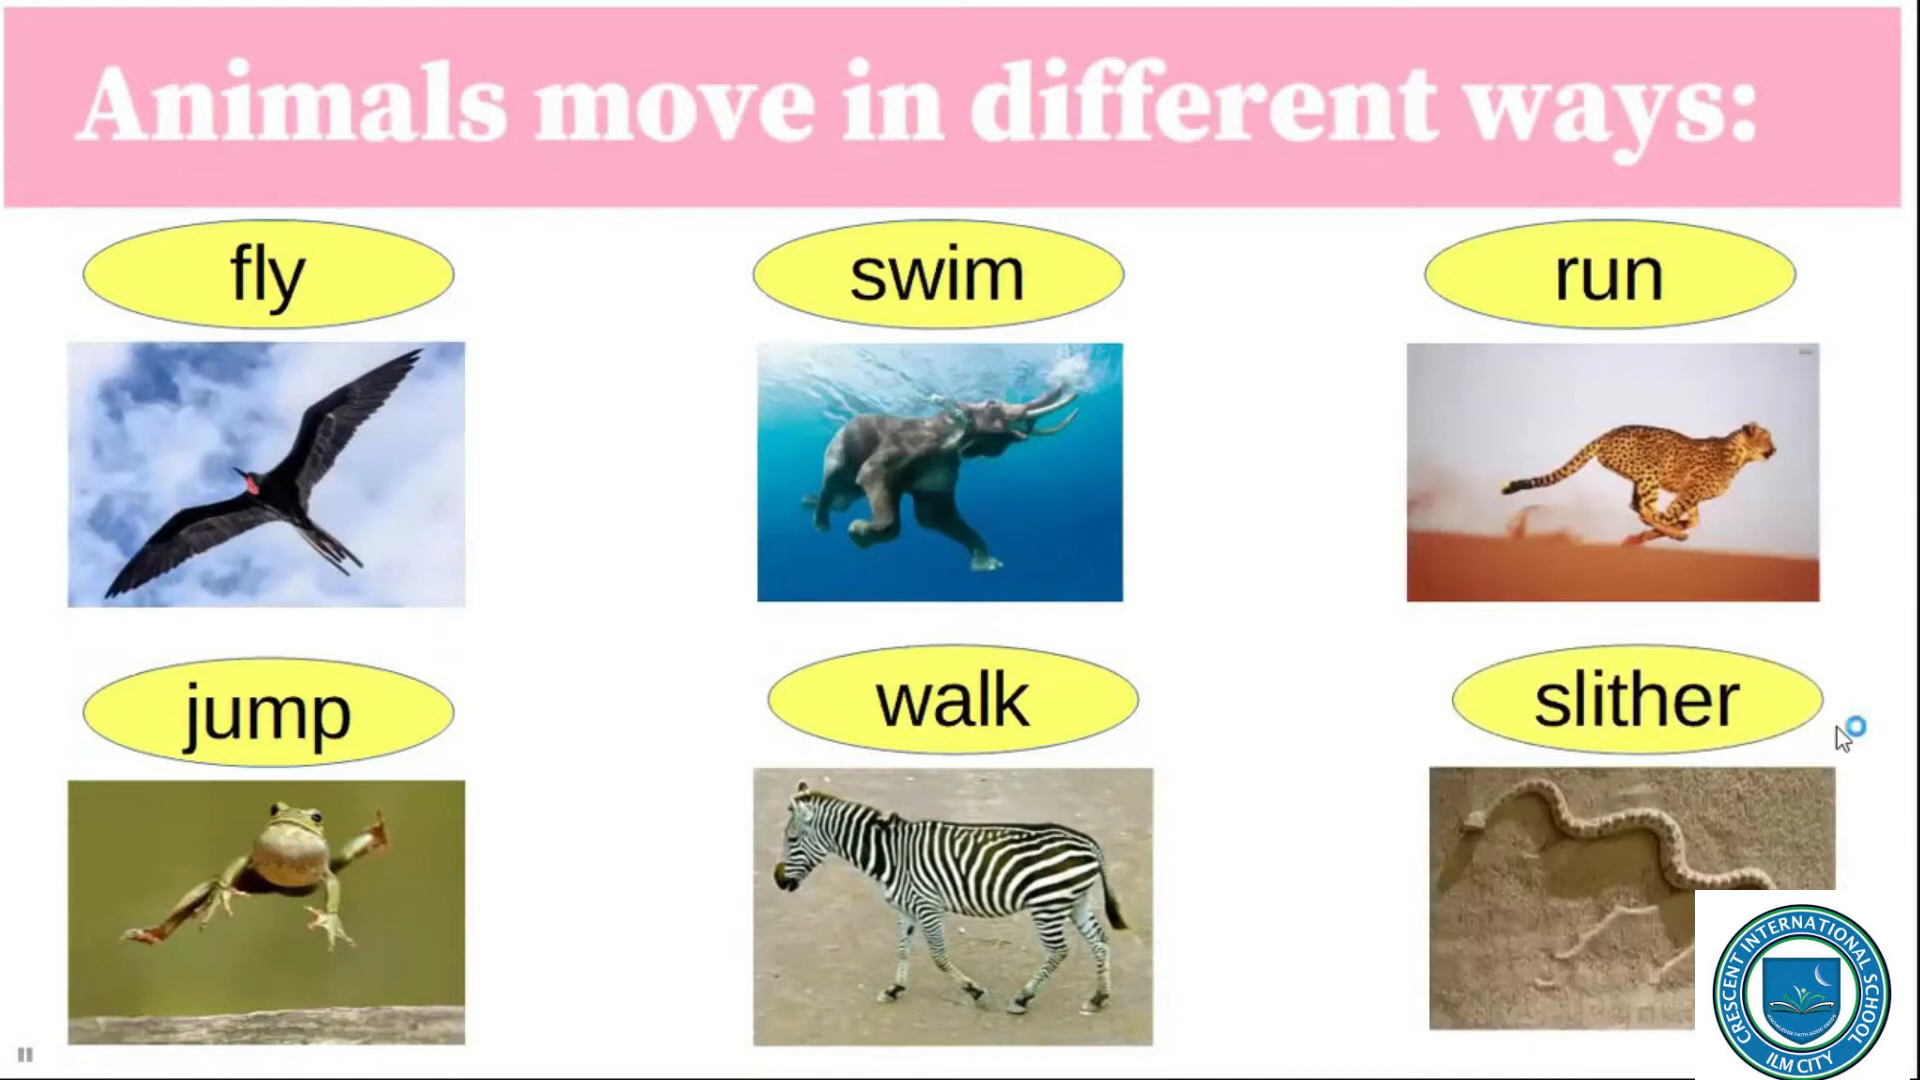 Animals move in different ways:
fly
swim
run
jump
walk
slither
CRESCENT INTERNATIONAL SCHOOL
ILM CITY